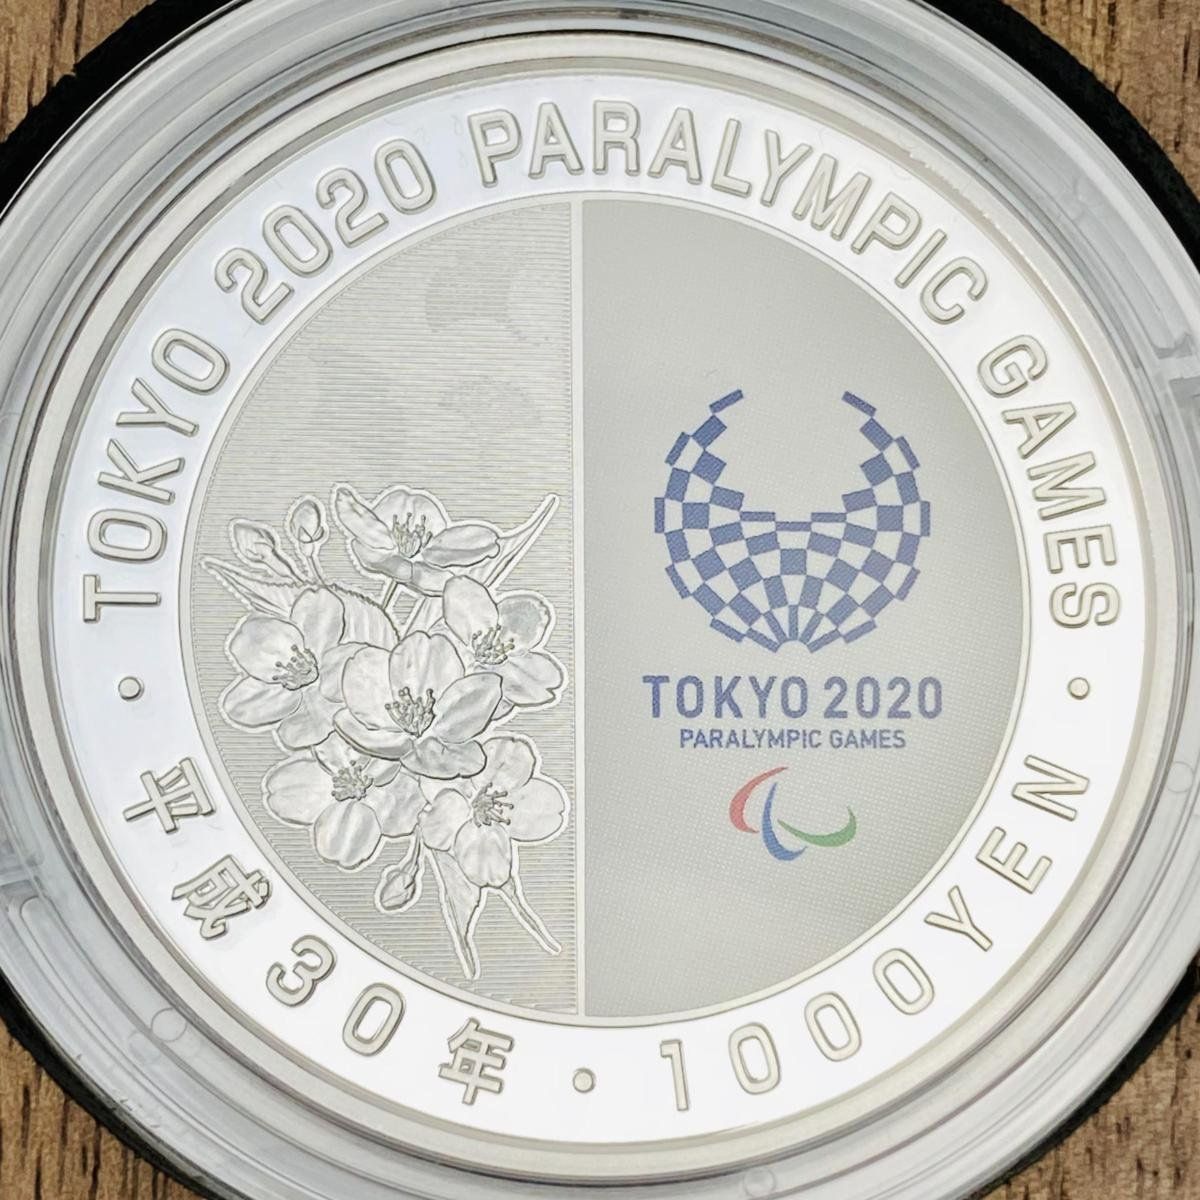 TOKYO 2020 PARALYMPIC GAMES
TOKYO 2020
PARALYMPIC GAMES
平成30年・1000YEN